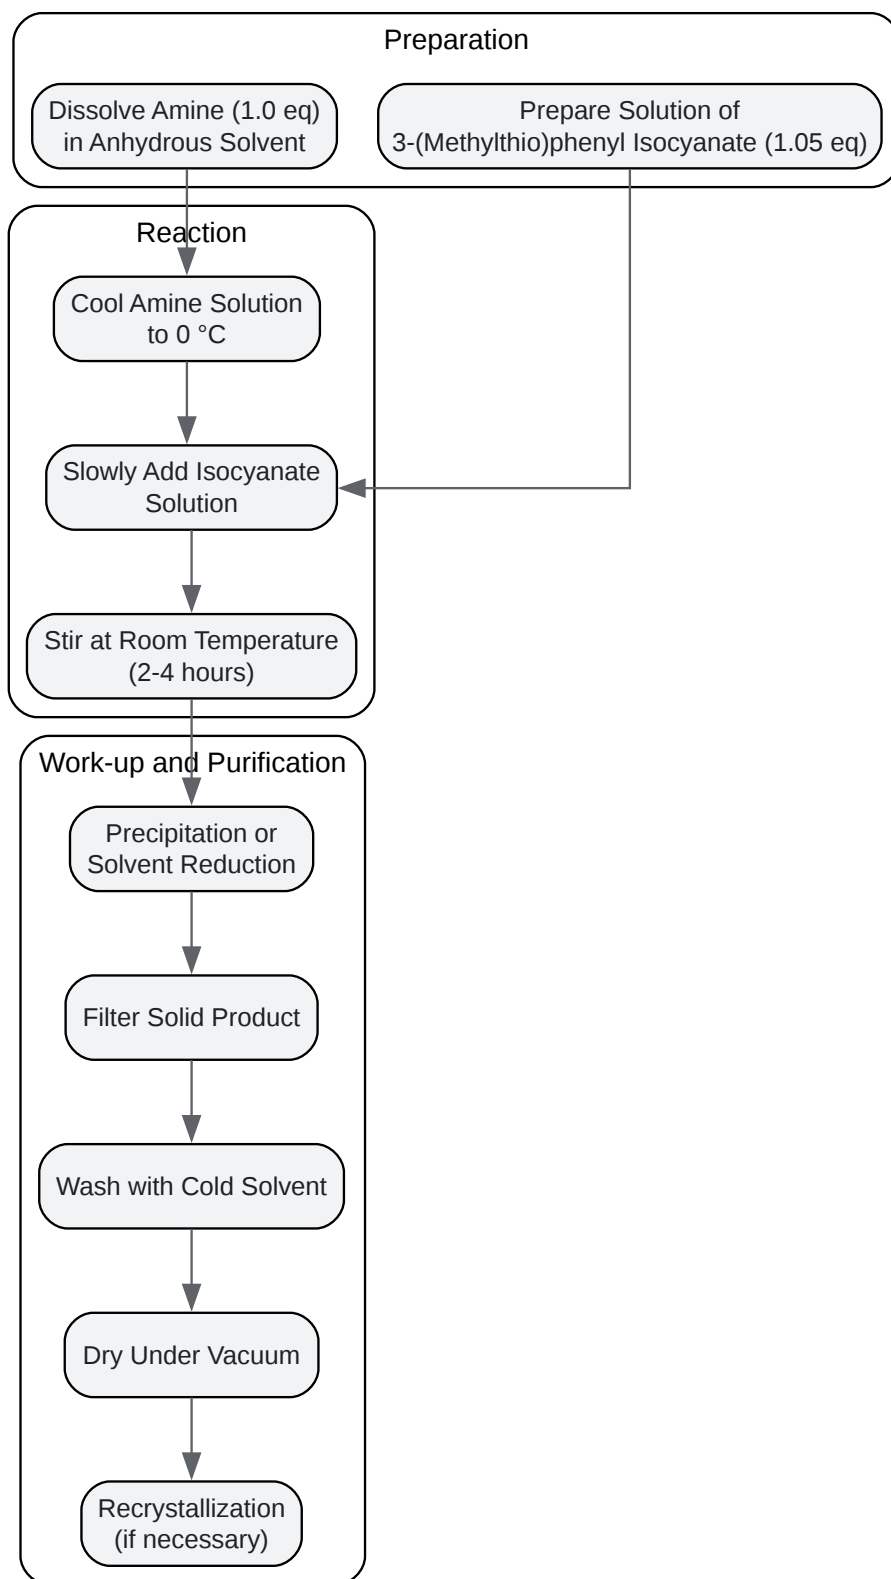 Preparation
Dissolve Amine (1.0 eq)
in Anhydrous Solvent
Prepare Solution of
3-(Methylthio)phenyl Isocyanate (1.05 eq)
Reaction
Cool Amine Solution
to 0 °C
Slowly Add Isocyanate
Solution
Stir at Room Temperature
(2-4 hours)
Work-up and Purification
Precipitation or
Solvent Reduction
Filter Solid Product
Wash with Cold Solvent
Dry Under Vacuum
Recrystallization
(if necessary)